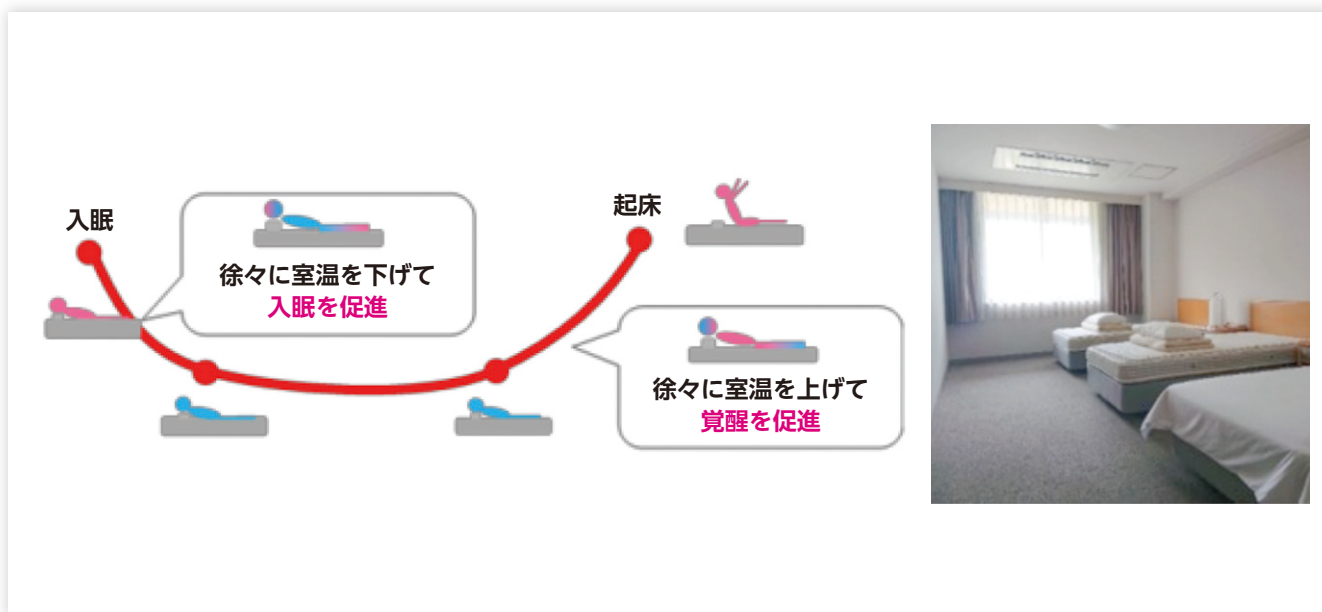 入眠
徐々に室温を下げて
入眠を促進
起床
徐々に室温を上げて
覚醒を促進